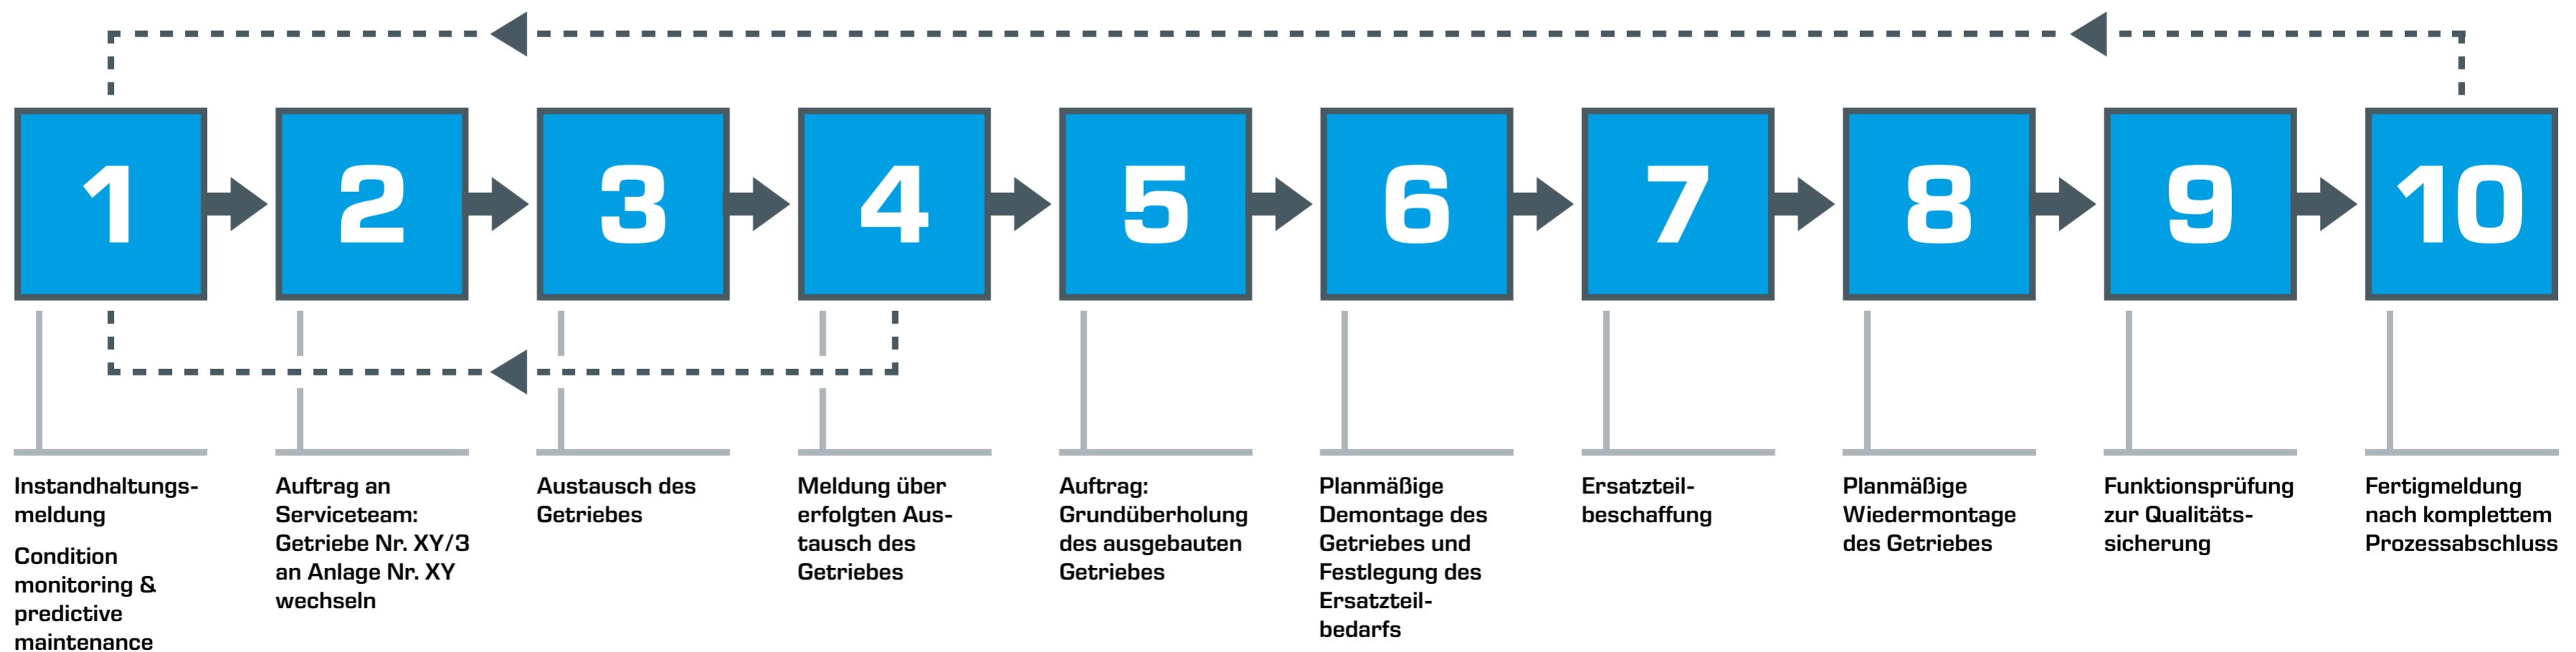 1
2
3
4
5
6
7
8
9
10
Instandhaltungs-
meldung
Condition
monitoring &
predictive
maintenance
Auftrag an
Serviceteam:
Getriebe Nr. XY/3
an Anlage Nr. XY
wechseln
Austausch des
Getriebes
Meldung über
erfolgten Aus-
tausch des
Getriebes
Auftrag:
Grundüberholung
des ausgebauten
Getriebes
Planmäßige
Demontage des
Getriebes und
Festlegung des
Ersatzteil-
bedarfs
Ersatzteil-
beschaffung
Planmäßige
Wiedermontage
des Getriebes
Funktionsprüfung
zur Qualitäts-
sicherung
Fertigmeldung
nach komplettem
Prozessabschluss